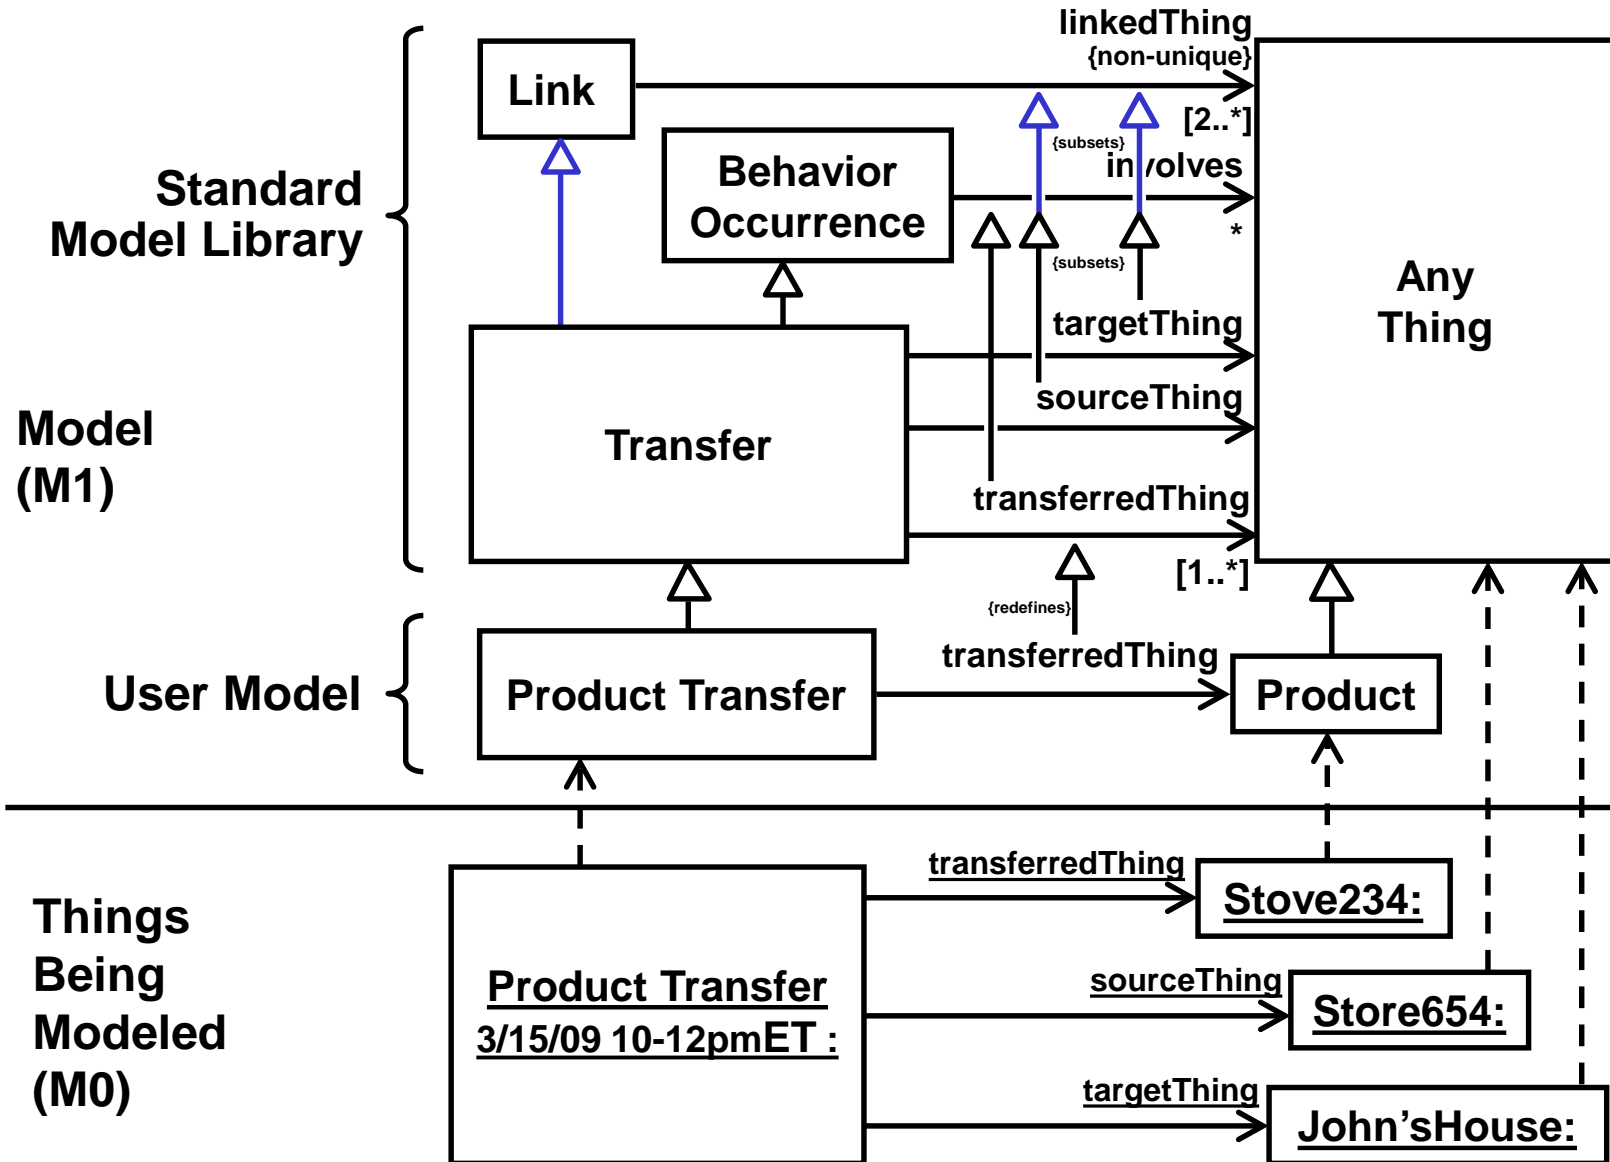 linkedThing
{non-unique}
Link
[2..*]
{subsets}
involves
Behavior
Occurrence
*
{subsets}
Standard
Model Library
Any
Thing
targetThing
sourceThing
Model
(M1)
Transfer
transferredThing
[1..*]
{redefines}
transferredThing
User Model
Product Transfer
Product
transferredThing
Stove234:
Things
Being
Modeled
(M0)
Product Transfer
3/15/09 10-12pmET :
sourceThing
Store654:
targetThing
John’sHouse: